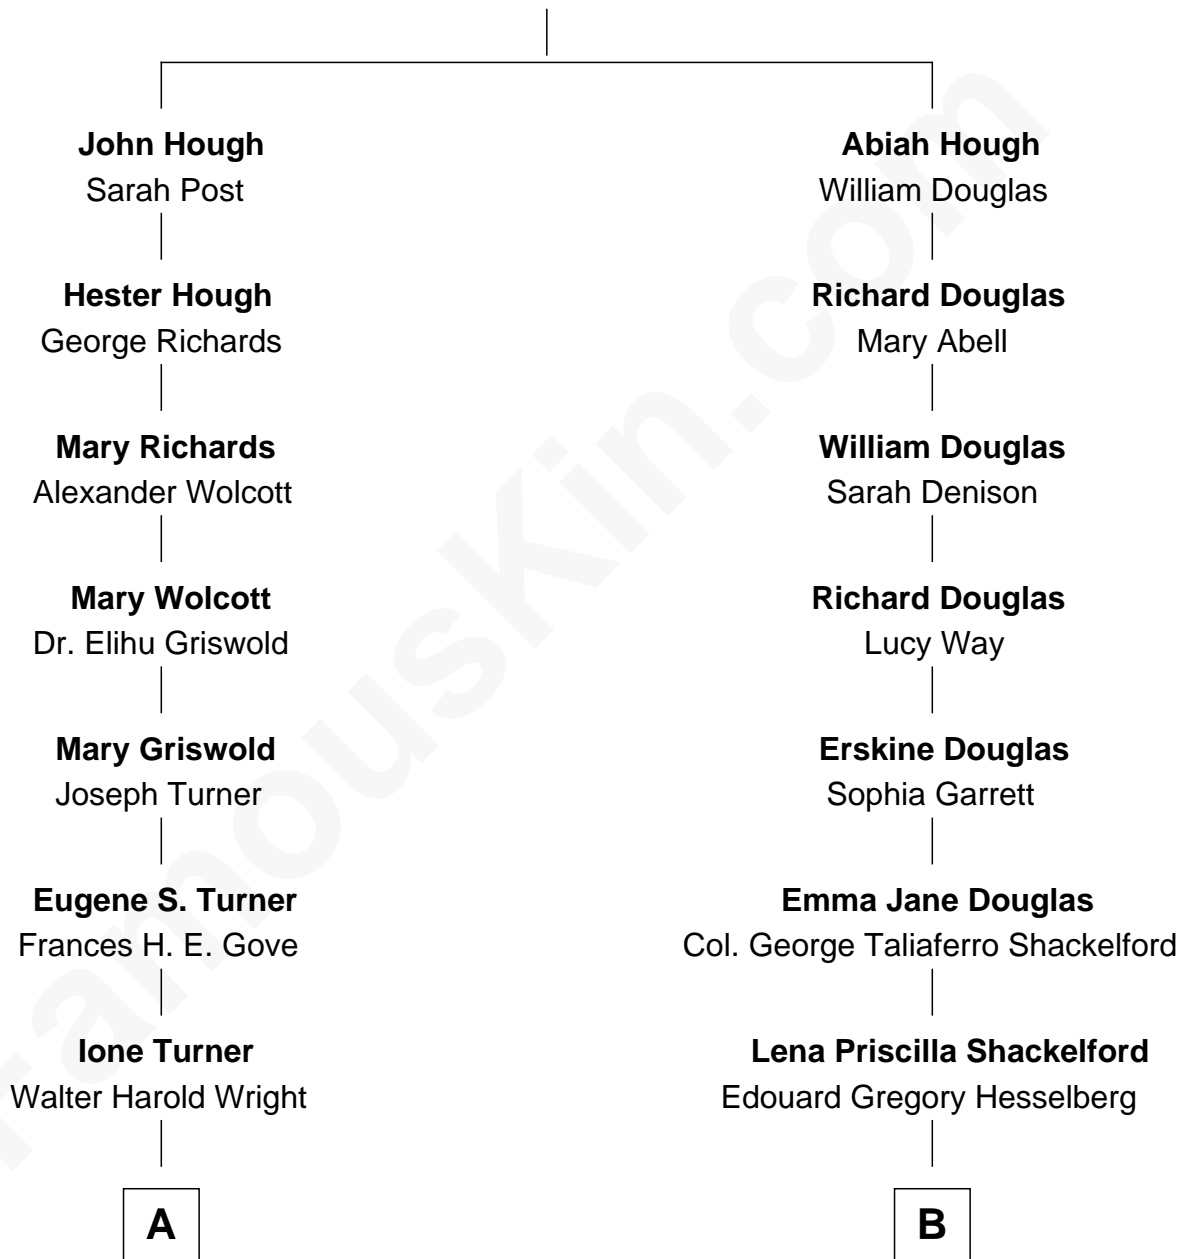 John Hough
Sarah Post
Abiah Hough
William Douglas
Hester Hough
George Richards
Richard Douglas
Mary Abell
Mary Richards
Alexander Wolcott
William Douglas
Sarah Denison
Mary Wolcott
Dr. Elihu Griswold
Richard Douglas
Lucy Way
Mary Griswold
Joseph Turner
Erskine Douglas
Sophia Garrett
Eugene S. Turner
Frances H. E. Gove
Emma Jane Douglas
Col. George Taliaferro Shackelford
Ione Turner
Walter Harold Wright
Lena Priscilla Shackelford
Edouard Gregory Hesselberg
A
B
FamousKin.com